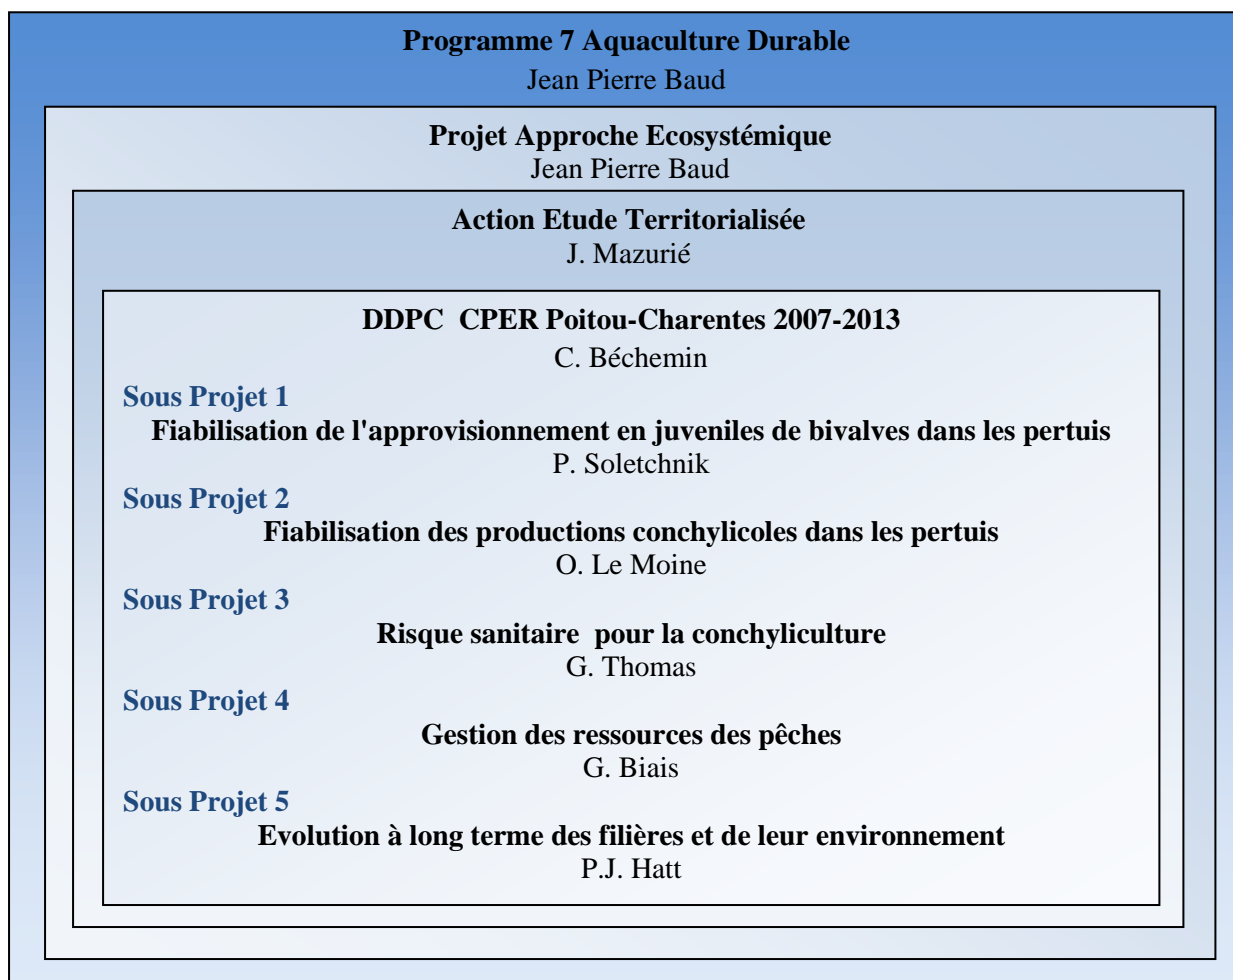 Programme 7 Aquaculture Durable
Jean Pierre Baud
Projet Approche Ecosystémique
Jean Pierre Baud
Action Etude Territorialisée
J. Mazurié
DDPC CPER Poitou-Charentes 2007-2013
C. Béchemin
Sous Projet 1
Fiabilisation de l'approvisionnement en juveniles de bivalves dans les pertuis
P. Soletchnik
Sous Projet 2
Fiabilisation des productions conchylicoles dans les pertuis
O. Le Moine
Sous Projet 3
Risque sanitaire pour la conchyliculture
G. Thomas
Sous Projet 4
Gestion des ressources des pêches
G. Biais
Sous Projet 5
Evolution à long terme des filières et de leur environnement
P.J. Hatt